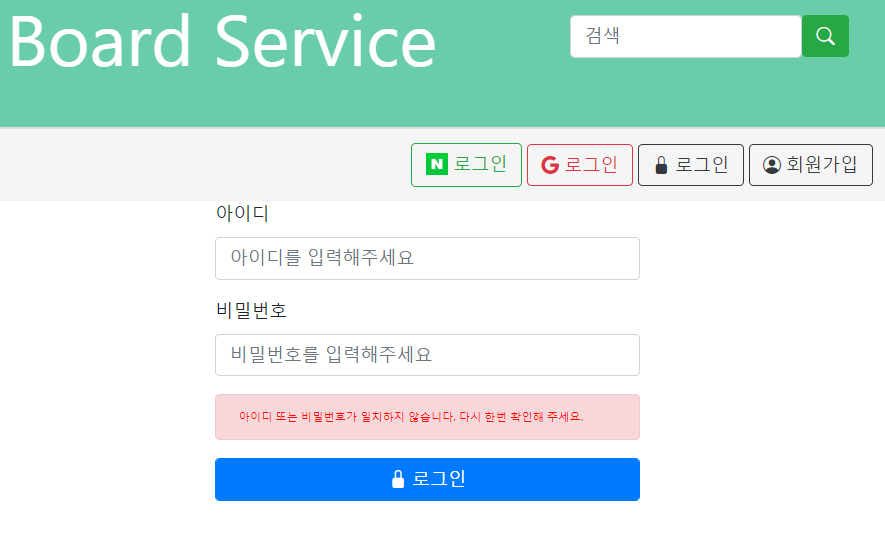 Board Service
검색
N 로그인
G 로그인
로그인
회원가입
아이디
아이디를 입력해주세요
비밀번호
비밀번호를 입력해주세요
아이디 또는 비밀번호가 일치하지 않습니다. 다시 한번 확인해 주세요.
로그인